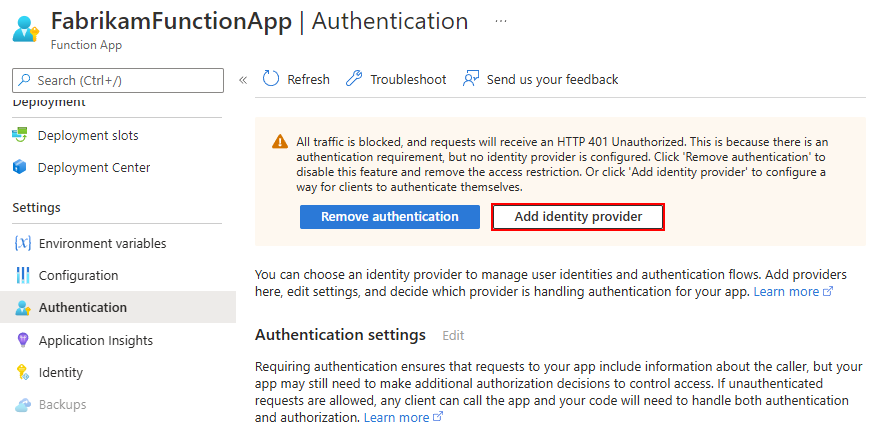 FabrikamFunctionApp | Authentication ...
Function App
Search (Ctrl+/)
«
Refresh
Troubleshoot
Send us your feedback
Deployment
Deployment slots
Deployment Center
Settings
Environment variables
Configuration
Authentication
Application Insights
Identity
Backups
All traffic is blocked, and requests will receive an HTTP 401 Unauthorized. This is because there is an
authentication requirement, but no identity provider is configured. Click 'Remove authentication' to
disable this feature and remove the access restriction. Or click 'Add identity provider' to configure a
way for clients to authenticate themselves.
Remove authentication
Add identity provider
You can choose an identity provider to manage user identities and authentication flows. Add providers
here, edit settings, and decide which provider is handling authentication for your app. Learn more
Authentication settings Edit
Requiring authentication ensures that requests to your app include information about the caller, but your
app may still need to make additional authorization decisions to control access. If unauthenticated
requests are allowed, any client can call the app and your code will need to handle both authentication
and authorization. Learn more